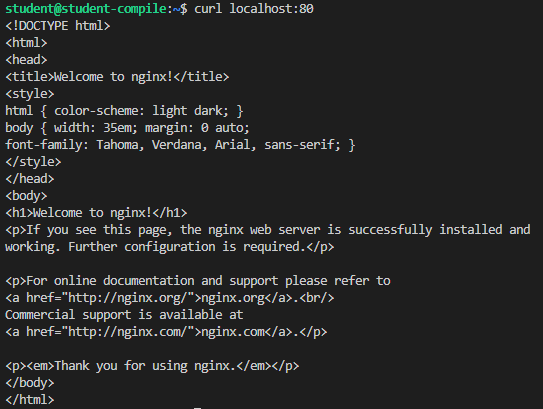 student@student-compile:~$ curl localhost:80
<!DOCTYPE html>
<html>
<head>
<title>Welcome to nginx!</title>
<style>
html { color-scheme: light dark; }
body { width: 35em; margin: 0 auto;
font-family: Tahoma, Verdana, Arial, sans-serif; }
</style>
</head>
<body>
<h1>Welcome to nginx!</h1>
<p>If you see this page, the nginx web server is successfully installed and
working. Further configuration is required.</p>

<p>For online documentation and support please refer to
<a href="http://nginx.org/">nginx.org</a>.<br/>
Commercial support is available at
<a href="http://nginx.com/">nginx.com</a>.</p>

<p><em>Thank you for using nginx.</em></p>
</body>
</html>